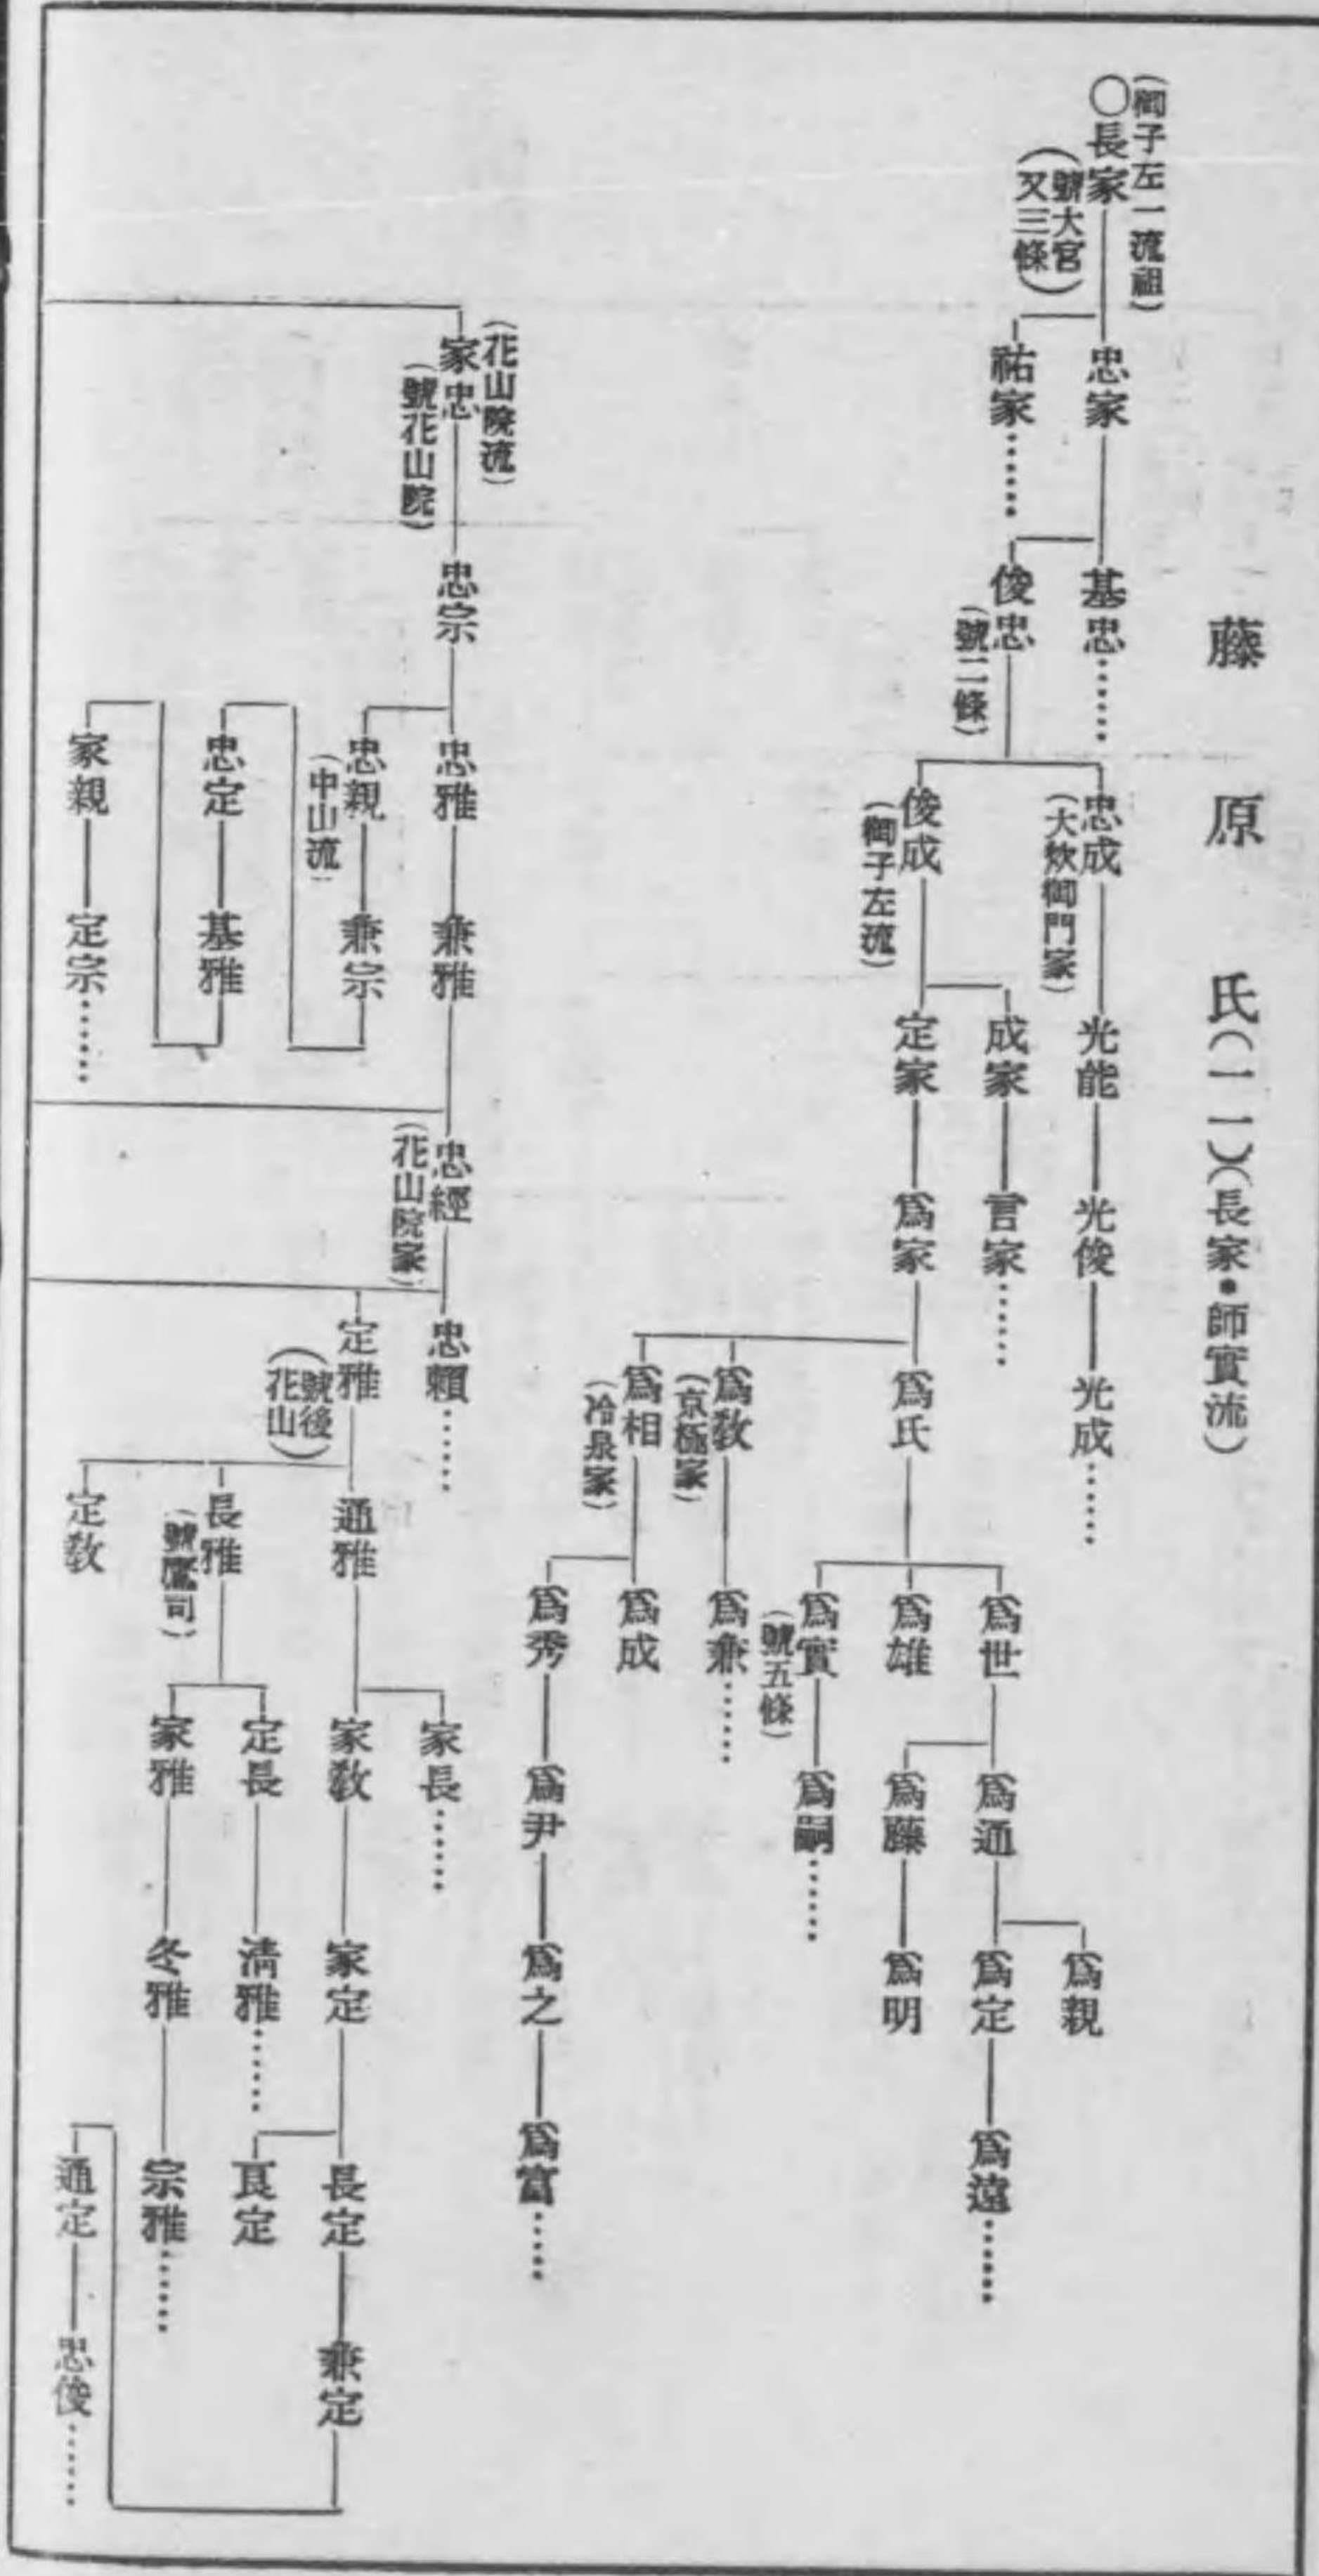 藤原氏(一一)(長家•師實流)
(御子左一流祖)
○長家
(號大宮
又三條)
忠家
祐家……
基忠……
俊忠
(號二條)
忠成
(大炊御門家)
光能
光俊
光成……
俊成
(御子左流)
成家
言家……
定家
爲家
爲氏
爲世
爲通
爲親
爲定
爲遠……
爲藤
爲明
爲雄
爲實
(號五條)
爲嗣……
爲敎
(京極家)
爲兼……
爲相
(冷泉家)
爲成
爲秀
爲尹
爲之
爲富……
(花山院流)
家忠
(號花山院)
忠宗
忠雅
兼雅
忠親
(中山流)
兼宗
忠定
基雅
家親
定宗……
忠經
(花山院家)
忠賴……
定雅
(號後
花山)
通雅
家長……
家敎
家定
長定
兼定
通定
忠俊……
良定
長雅
(號鷹司)
定長
淸雅……
家雅
冬雅
宗雅……
定敎